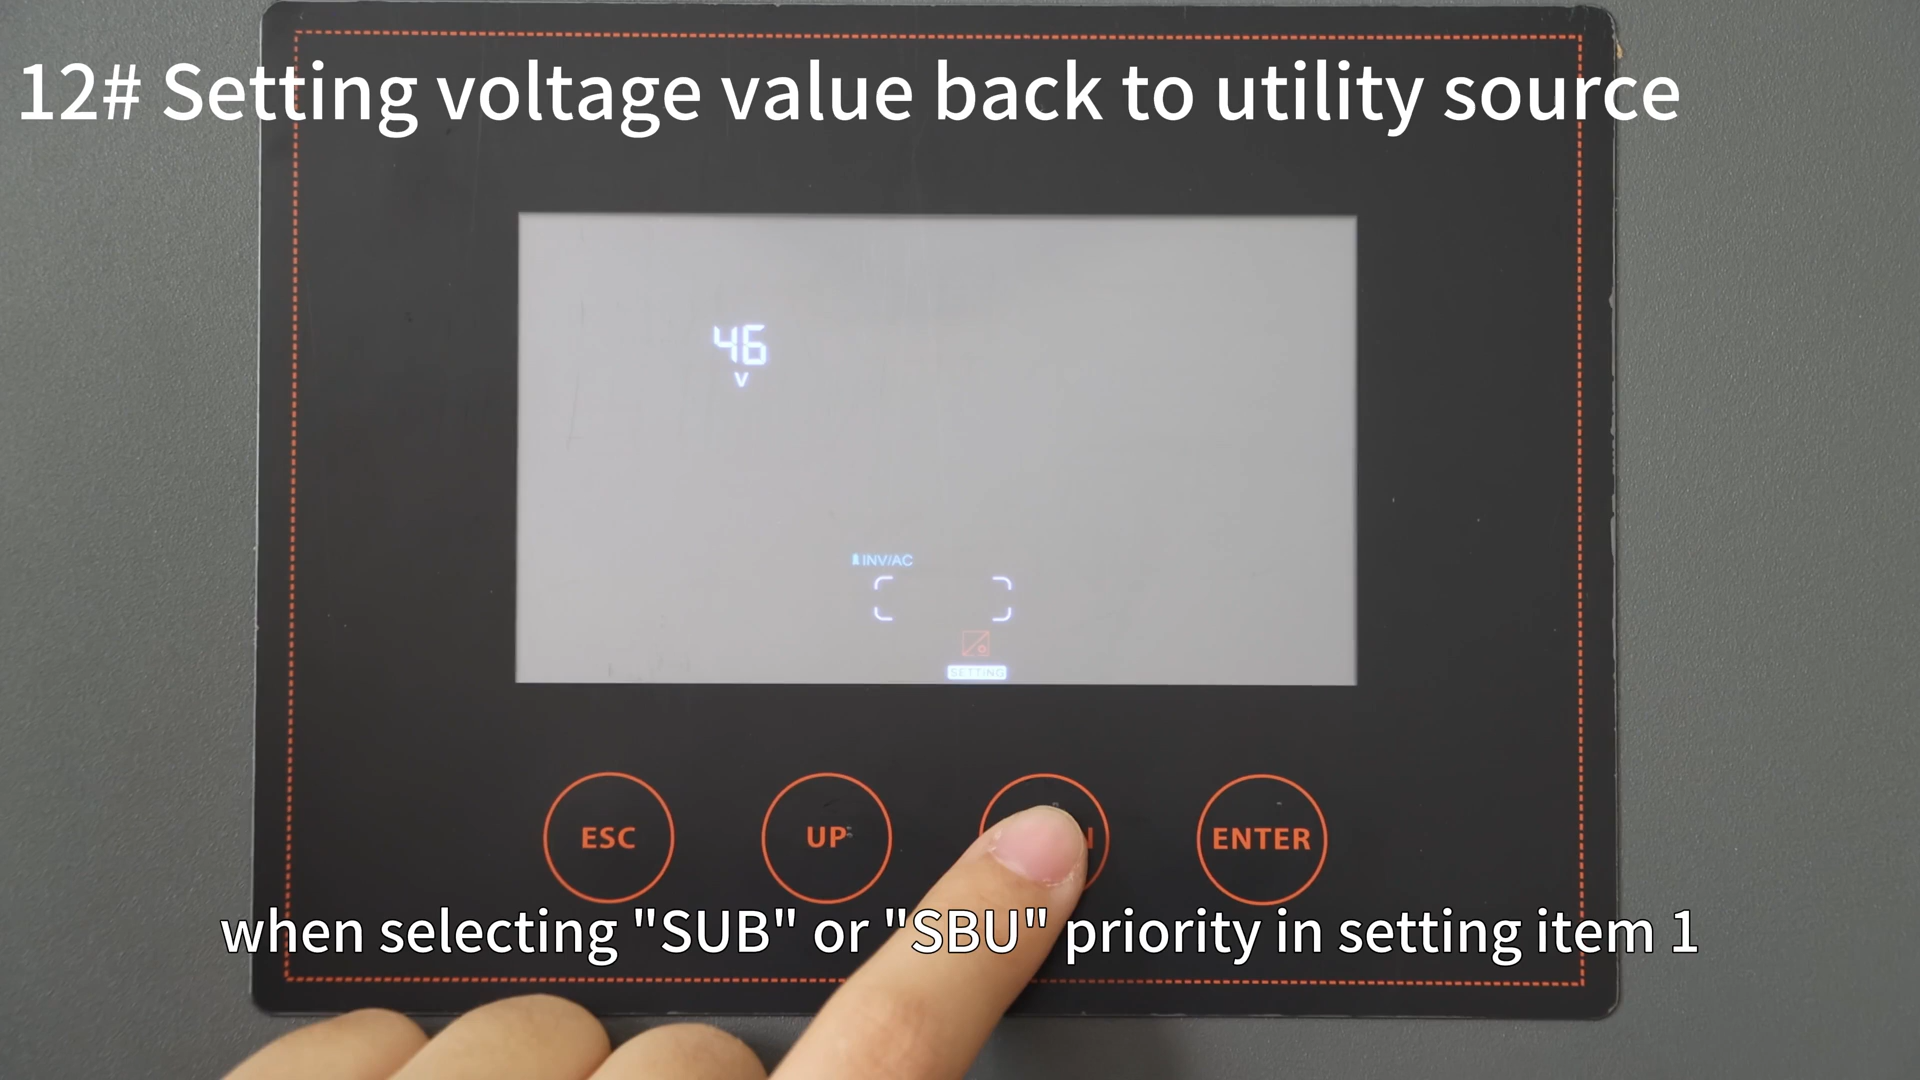 12# Setting voltage value back to utility source
46
V
INV/AC
SETTING
ESC
UP
ENTER
when selecting "SUB" or "SBU" priority in setting item 1